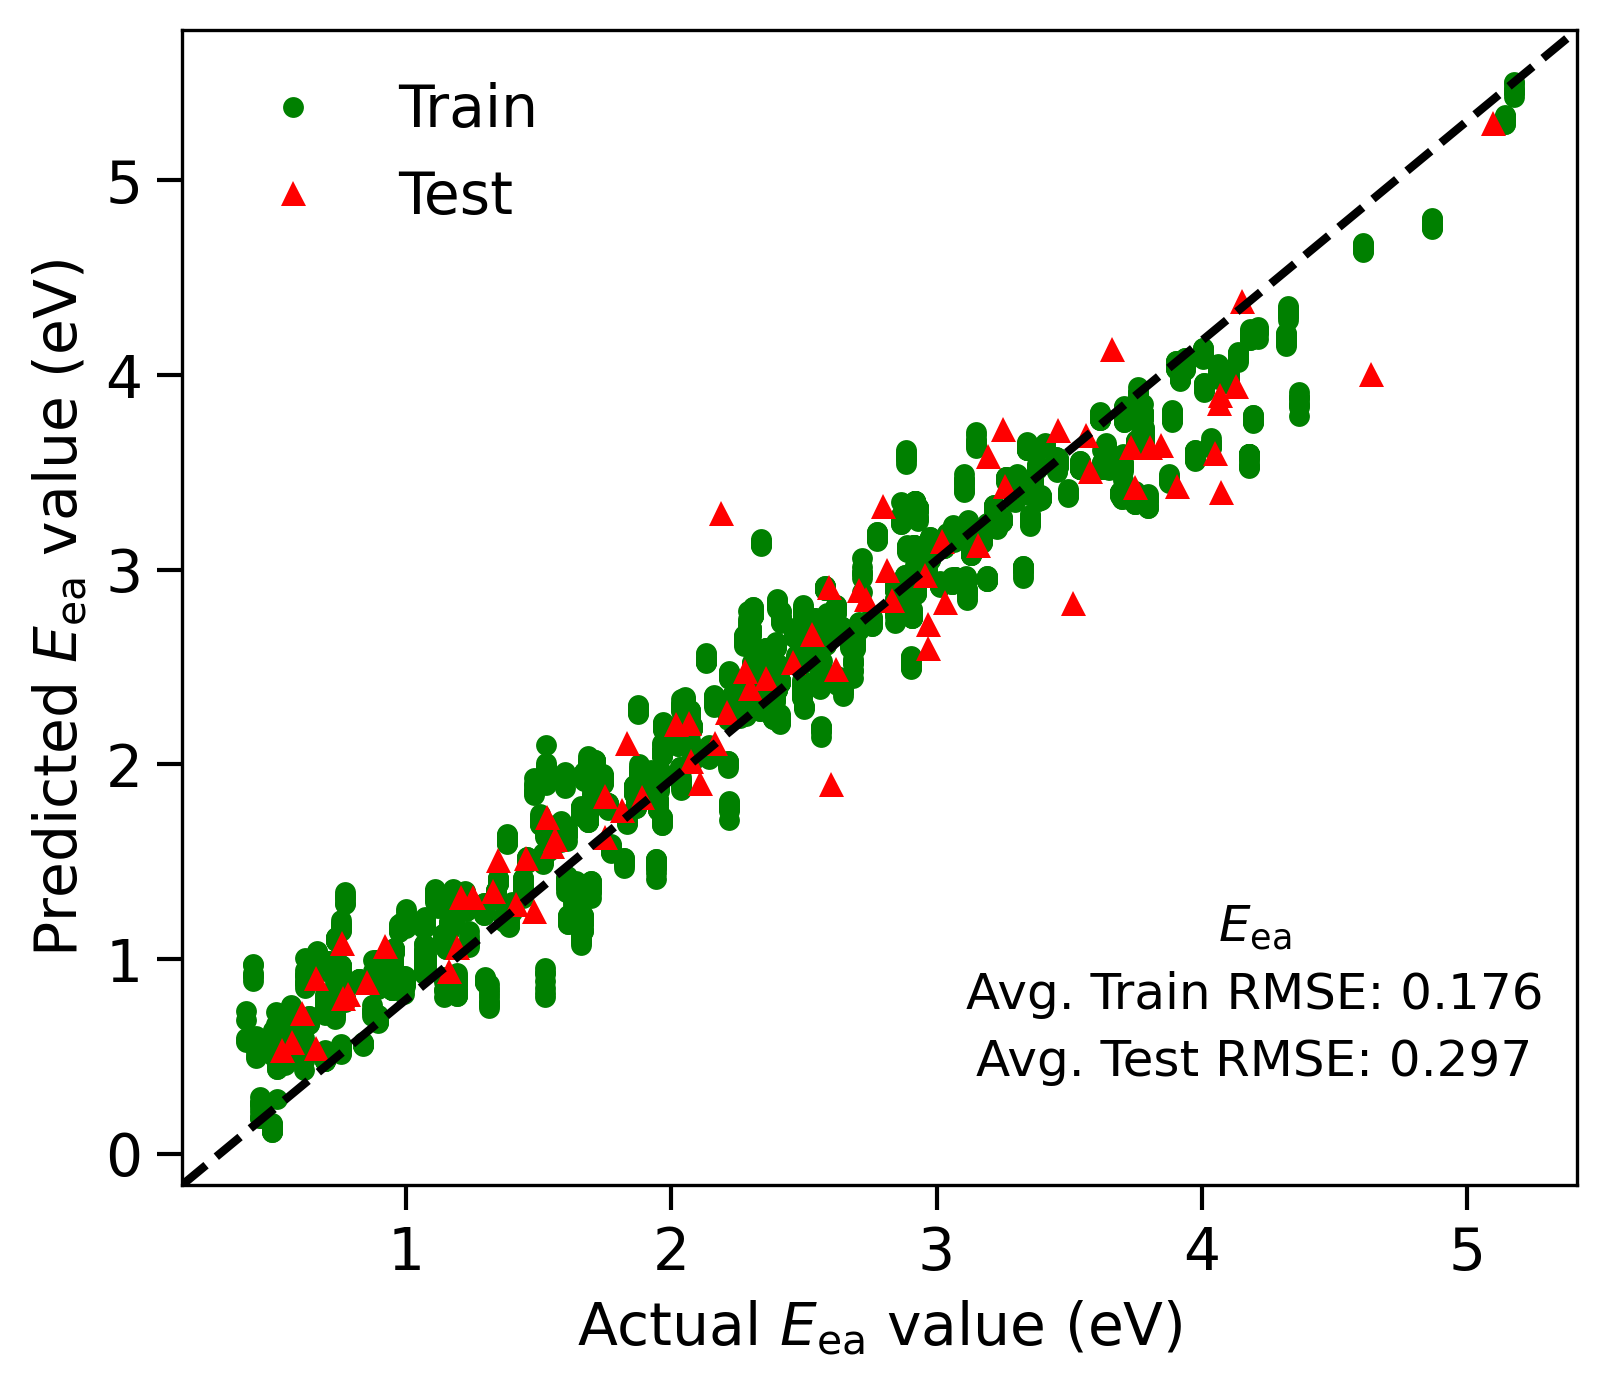 Train
Test
5
4
3
2
1
0
Predicted Eea value (eV)
Eea
Avg. Train RMSE: 0.176
Avg. Test RMSE: 0.297
1 2 3 4 5
Actual Eea value (eV)